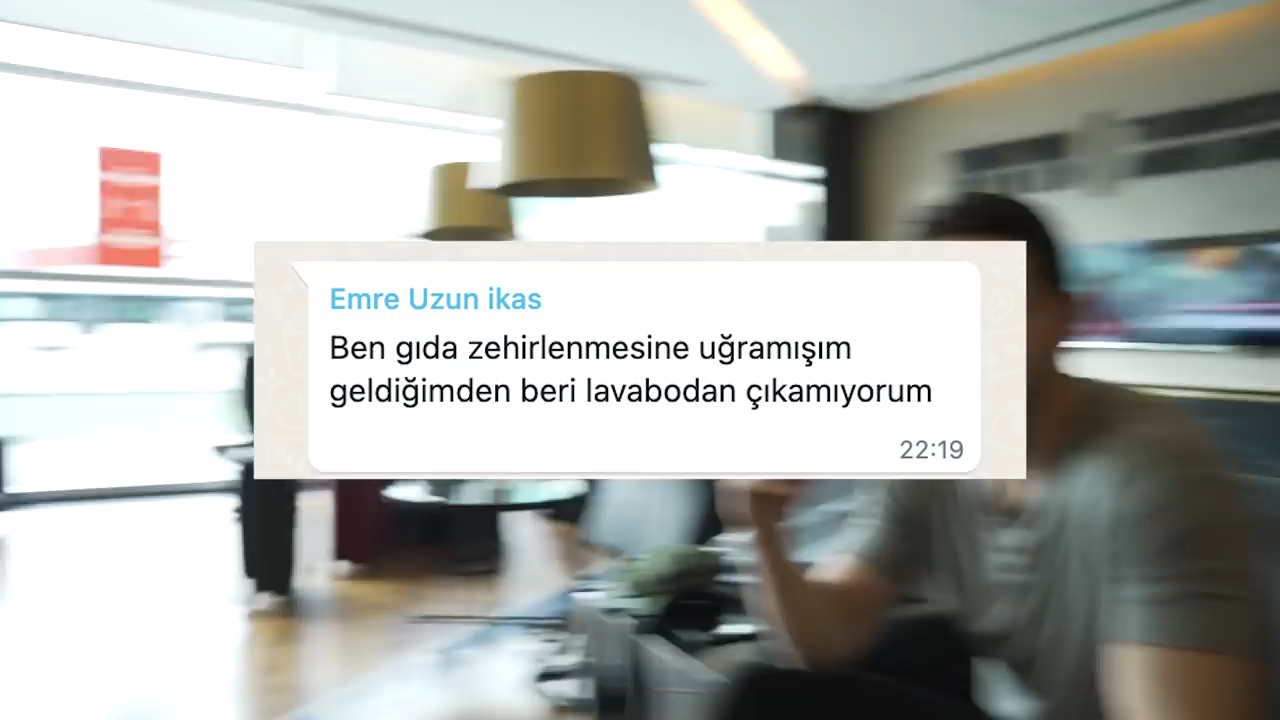 Emre Uzun ikas
Ben gıda zehirlenmesine uğramışım
geldiğimden beri lavabodan çıkamıyorum
22:19